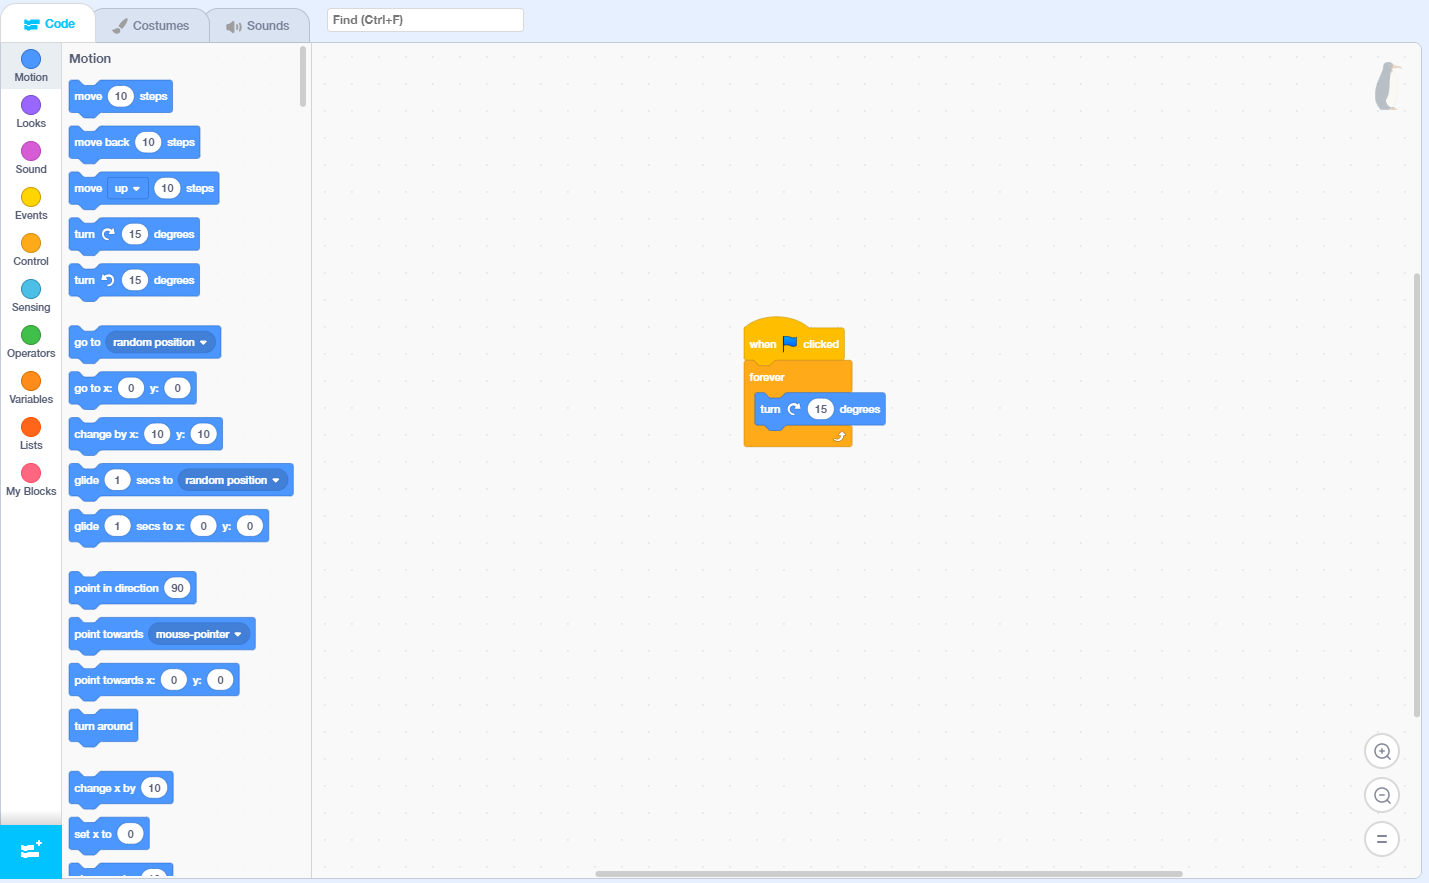 Code
Costumes
Sounds
Find (Ctrl+F)
Motion
Looks
Sound
Events
Control
Sensing
Operators
Variables
Lists
My Blocks
Motion
move 10 steps
move back 10 steps
move up 10 steps
turn 15 degrees
turn 15 degrees
go to random position
go to x: 0 y: 0
change by x: 10 y: 10
glide 1 secs to random position
glide 1 secs to x: 0 y: 0
point in direction 90
point towards mouse-pointer
point towards x: 0 y: 0
turn around
change x by 10
set x to 0
when clicked
forever
turn 15 degrees